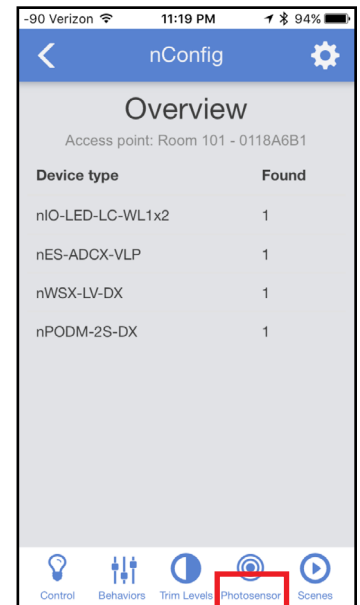 -90 Verizon 11:19 PM 94%
nConfig
Overview
Access point: Room 101 - 0118A6B1
Device type Found
nIO-LED-LC-WL1x2 1
nES-ADCX-VLP 1
nWSX-LV-DX 1
nPODM-2S-DX 1
Control Behaviors Trim Levels Photosensor Scenes